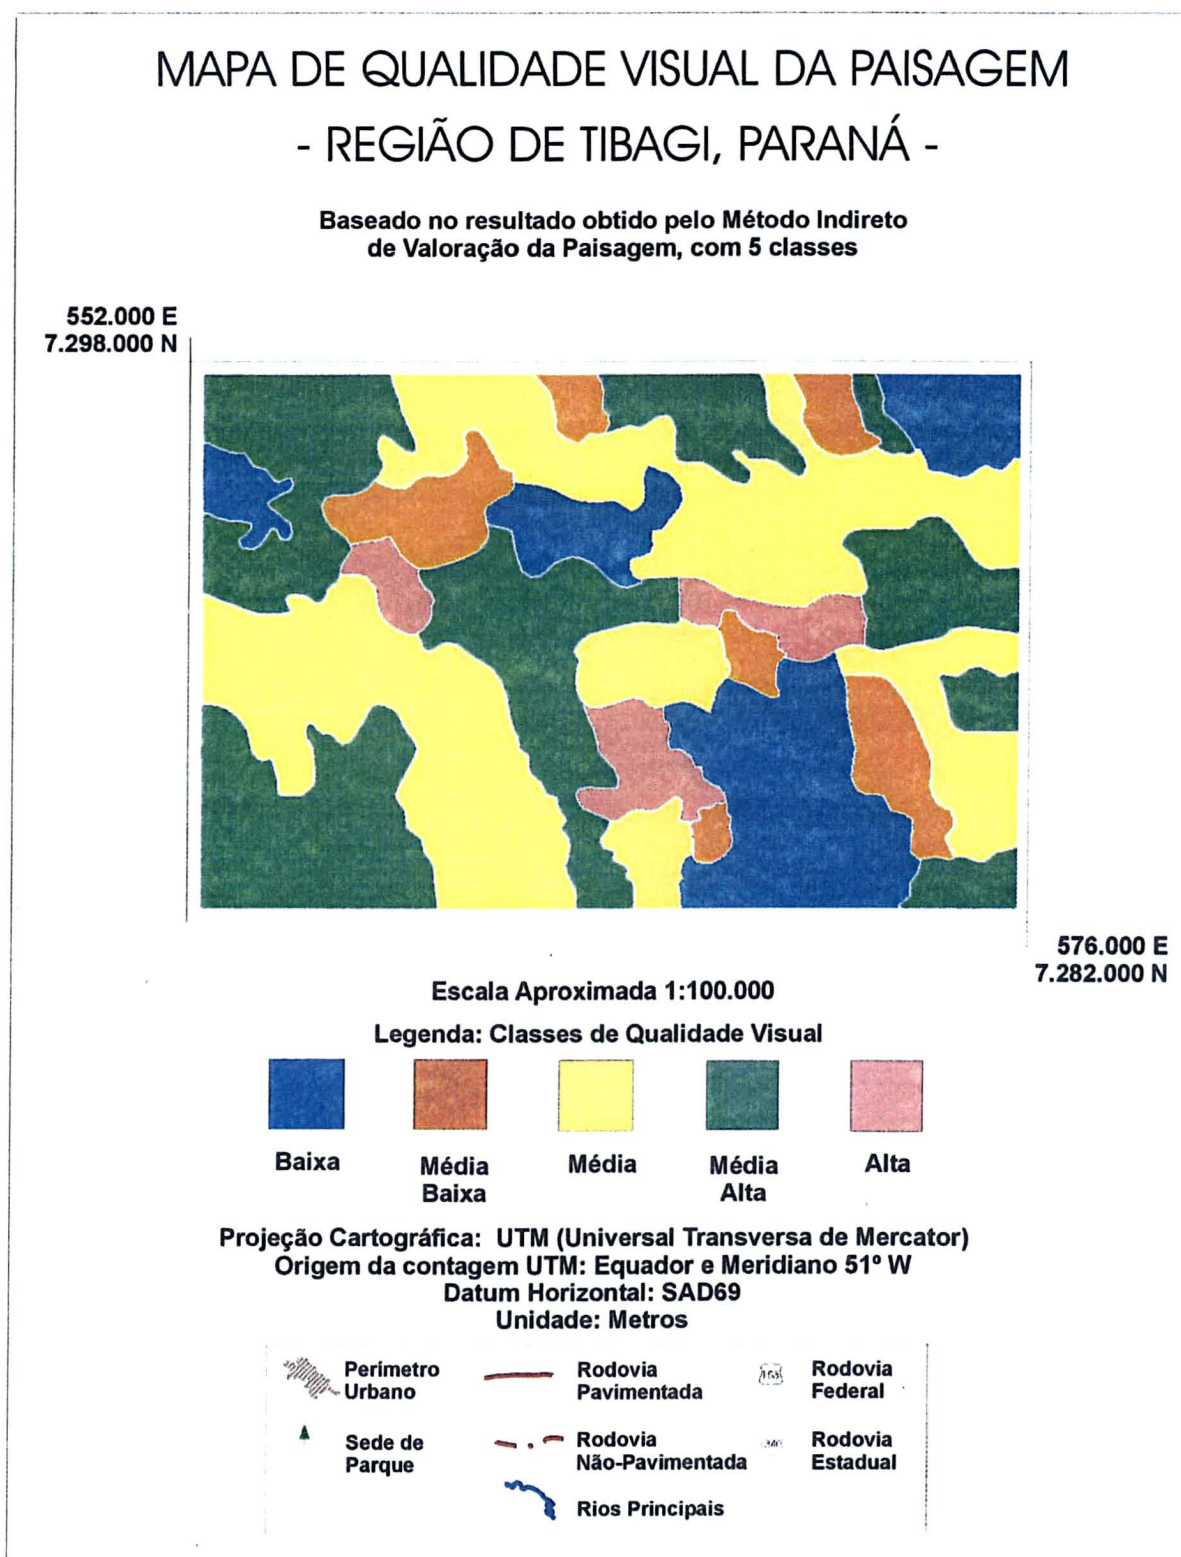 MAPA DE QUALIDADE VISUAL DA PAISAGEM
- REGIÃO DE TIBAGI, PARANÁ -
Baseado no resultado obtido pelo Método Indireto
de Valoração da Paisagem, com 5 classes
552.000 E
7.298.000 N
576.000 E
7.282.000 N
Escala Aproximada 1:100.000
Legenda: Classes de Qualidade Visual
Baixa
Média
Baixa
Média
Média
Alta
Alta
Projeção Cartográfica: UTM (Universal Transversa de Mercator)
Origem da contagem UTM: Equador e Meridiano 51º W
Datum Horizontal: SAD69
Unidade: Metros
Perímetro
Urbano
Rodovia
Pavimentada
Rodovia
Federal
Sede de
Parque
Rodovia
Não-Pavimentada
Rodovia
Estadual
Rios Principais